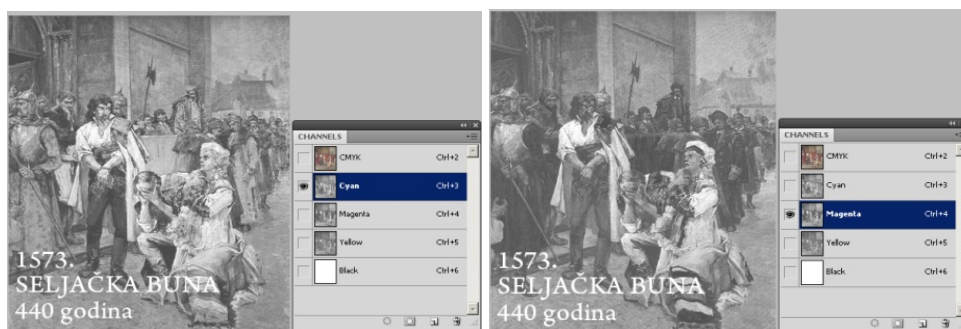 1573.
SELJAČKA BUNA
440 godina
CHANNELS
CMYK Ctrl+2
Cyan Ctrl+3
Magenta Ctrl+4
Yellow Ctrl+5
Black Ctrl+6
1573.
SELJAČKA BUNA
440 godina
CHANNELS
CMYK Ctrl+2
Cyan Ctrl+3
Magenta Ctrl+4
Yellow Ctrl+5
Black Ctrl+6